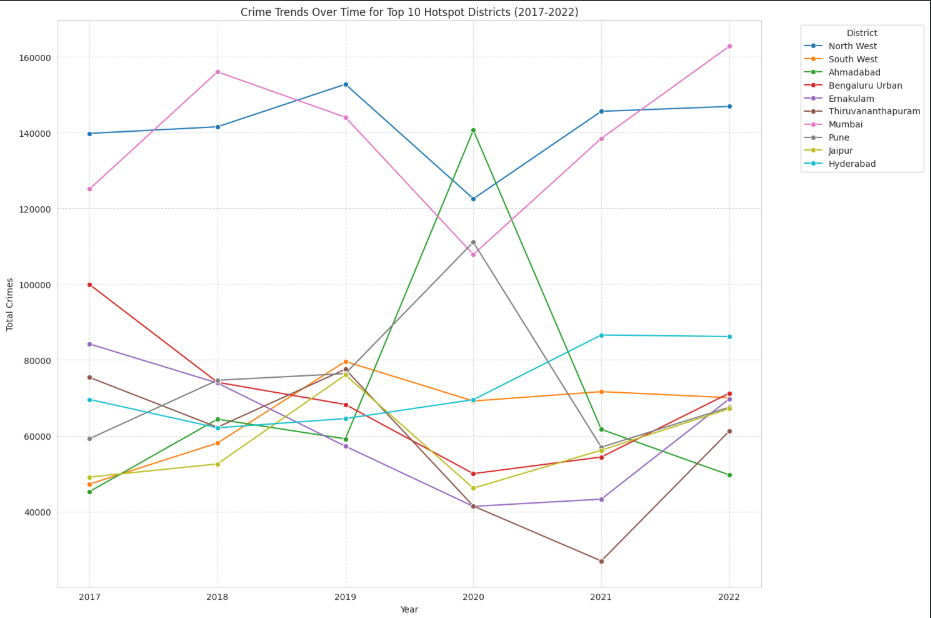 Crime Trends Over Time for Top 10 Hotspot Districts (2017-2022)
District
North West
South West
Ahmadabad
Bengaluru Urban
Ernakulam
Thiruvananthapuram
Mumbai
Pune
Jaipur
Hyderabad
Total Crimes
160000
140000
120000
100000
80000
60000
40000
2017 2018 2019 2020 2021 2022
Year